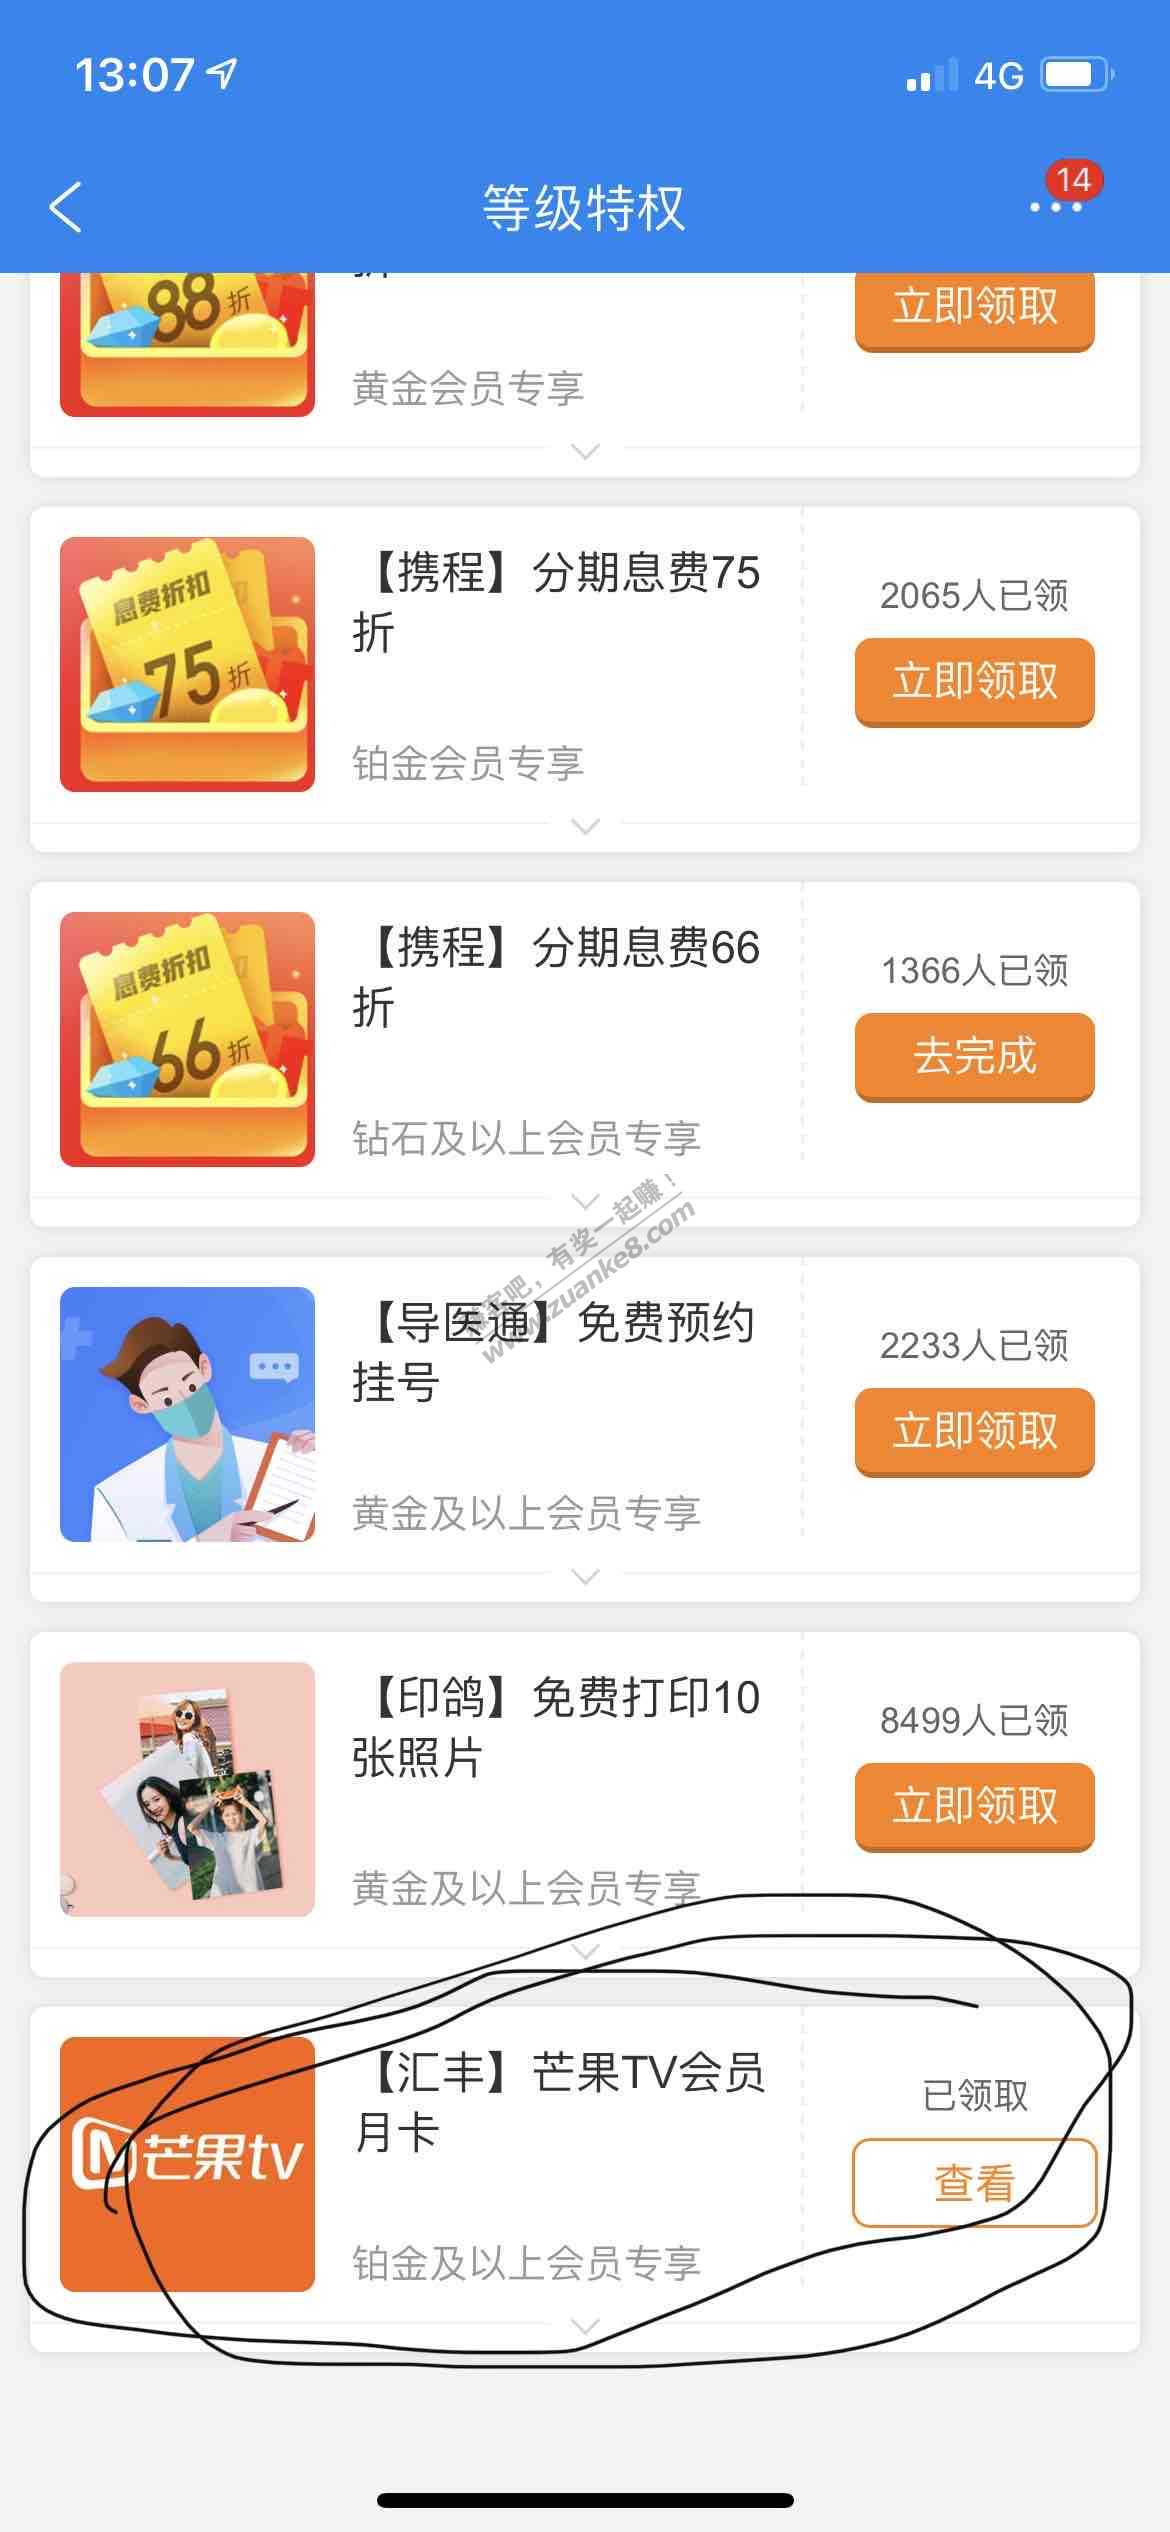 13:07
4G
等级特权
14
88折
折
立即领取
黄金会员专享
息费折扣
75折
【携程】分期息费75
折
铂金会员专享
2065人已领
立即领取
息费折扣
66折
【携程】分期息费66
折
钻石及以上会员专享
1366人已领
去完成
赚客吧，有奖一起赚！
www.zuanke8.com
【导医通】免费预约
挂号
黄金及以上会员专享
2233人已领
立即领取
【印鸽】免费打印10
张照片
黄金及以上会员专享
8499人已领
立即领取
芒果tv
【汇丰】芒果TV会员
月卡
铂金及以上会员专享
已领取
查看